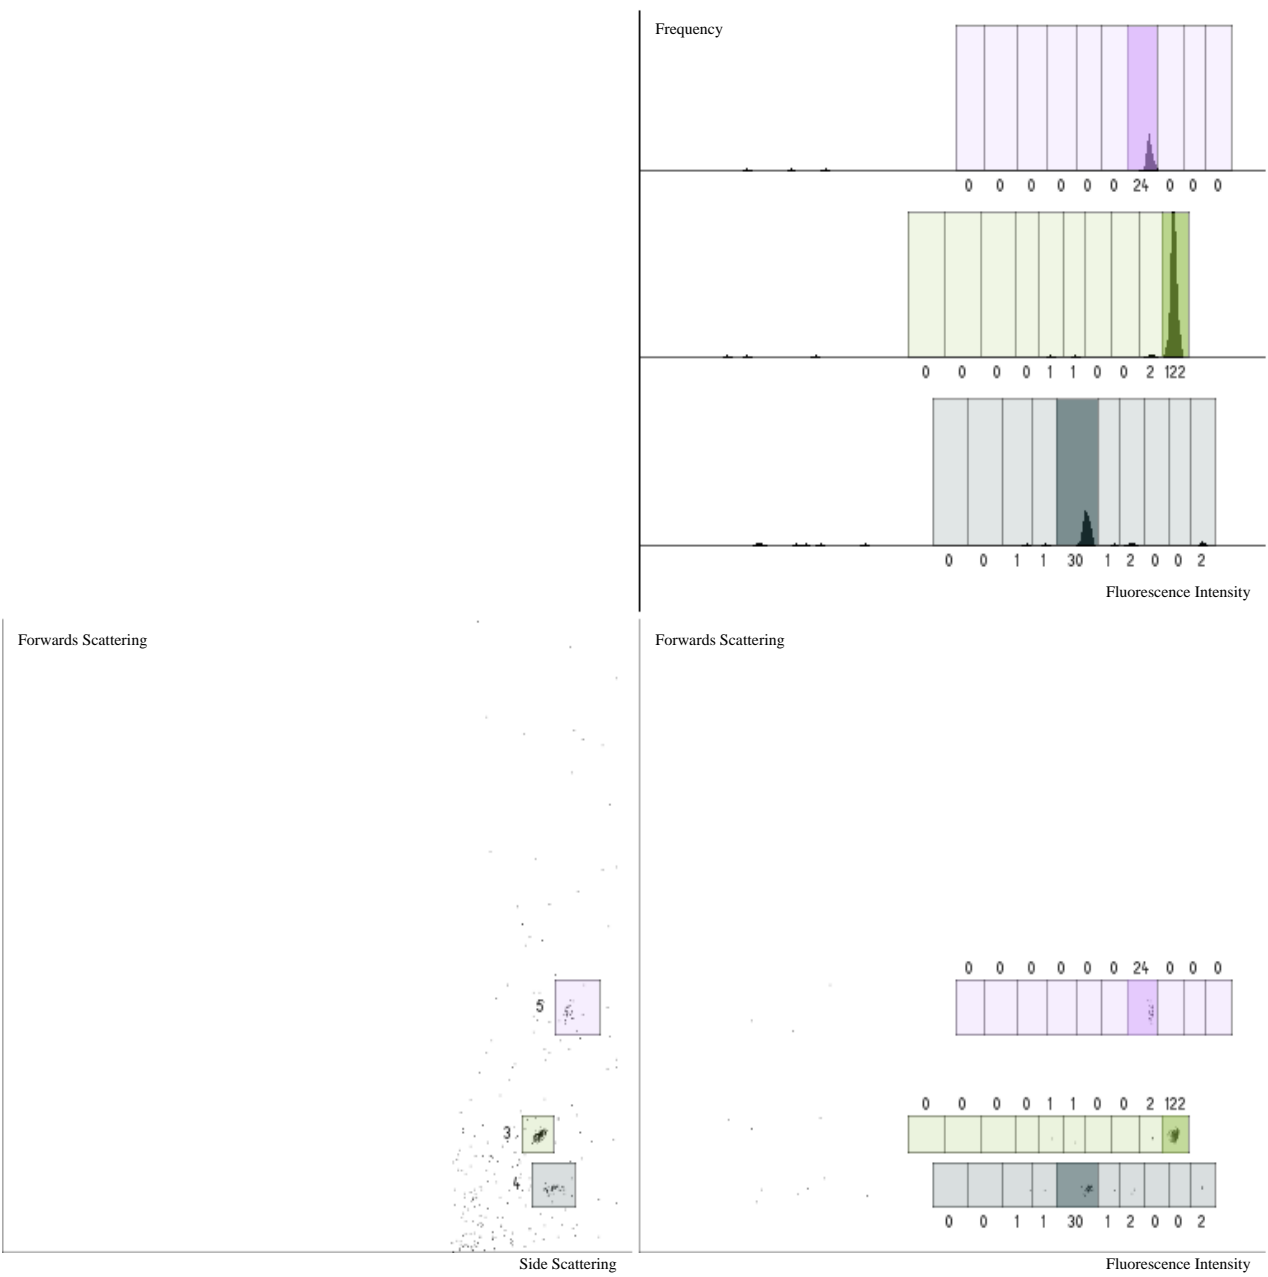 Frequency
0 0 0 0 0 0 24 0 0 0
0 0 0 0 1 1 0 0 2 122
0 0 1 1 30 1 2 0 0 2
Fluorescence Intensity
Forwards Scattering
Forwards Scattering
0 0 0 0 0 0 24 0 0 0
5
0 0 0 0 1 1 0 0 2 122
3
4
0 0 1 1 30 1 2 0 0 2
Side Scattering
Fluorescence Intensity